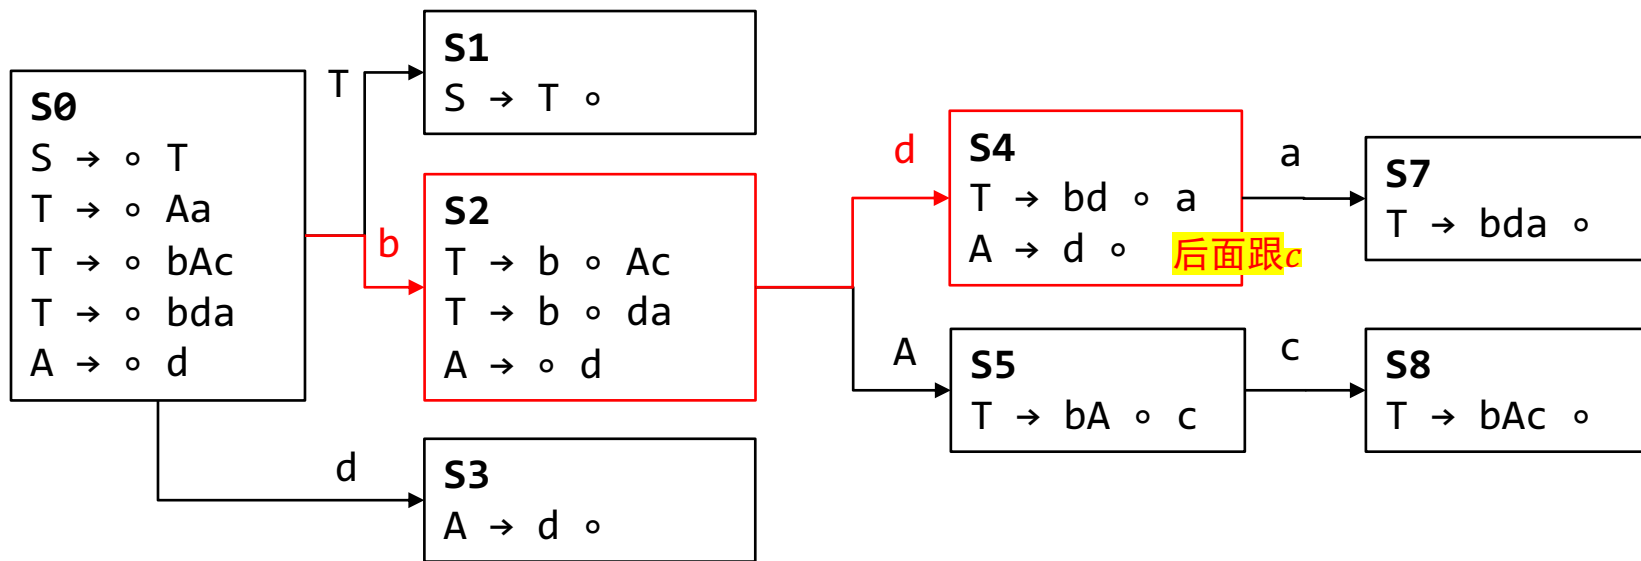 S0
S → ∘ T
T → ∘ Aa
T → ∘ bAc
T → ∘ bda
A → ∘ d
T
b
d
S1
S → T ∘
S2
T → b ∘ Ac
T → b ∘ da
A → ∘ d
S3
A → d ∘
d
A
S4
T → bd ∘ a
A → d ∘ 后面跟c
S5
T → bA ∘ c
a
c
S7
T → bda ∘
S8
T → bAc ∘